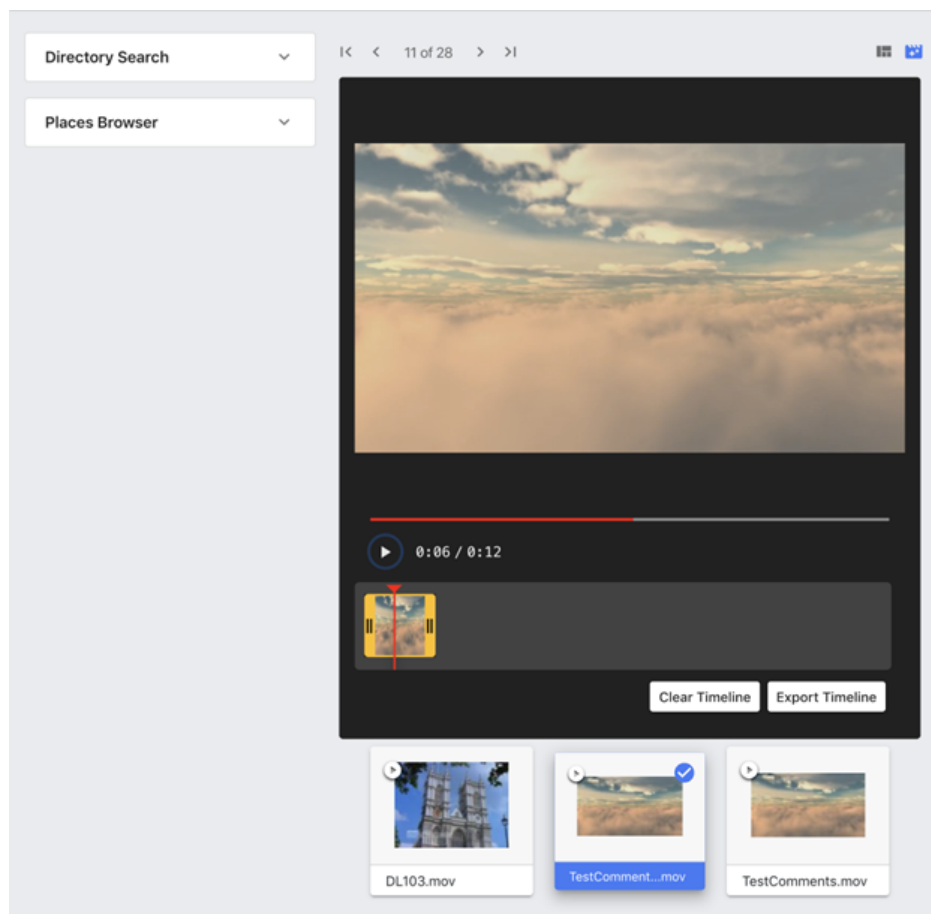 Directory Search
Places Browser
11 of 28
0:06 / 0:12
Clear Timeline
Export Timeline
DL103.mov
TestComment...mov
TestComments.mov